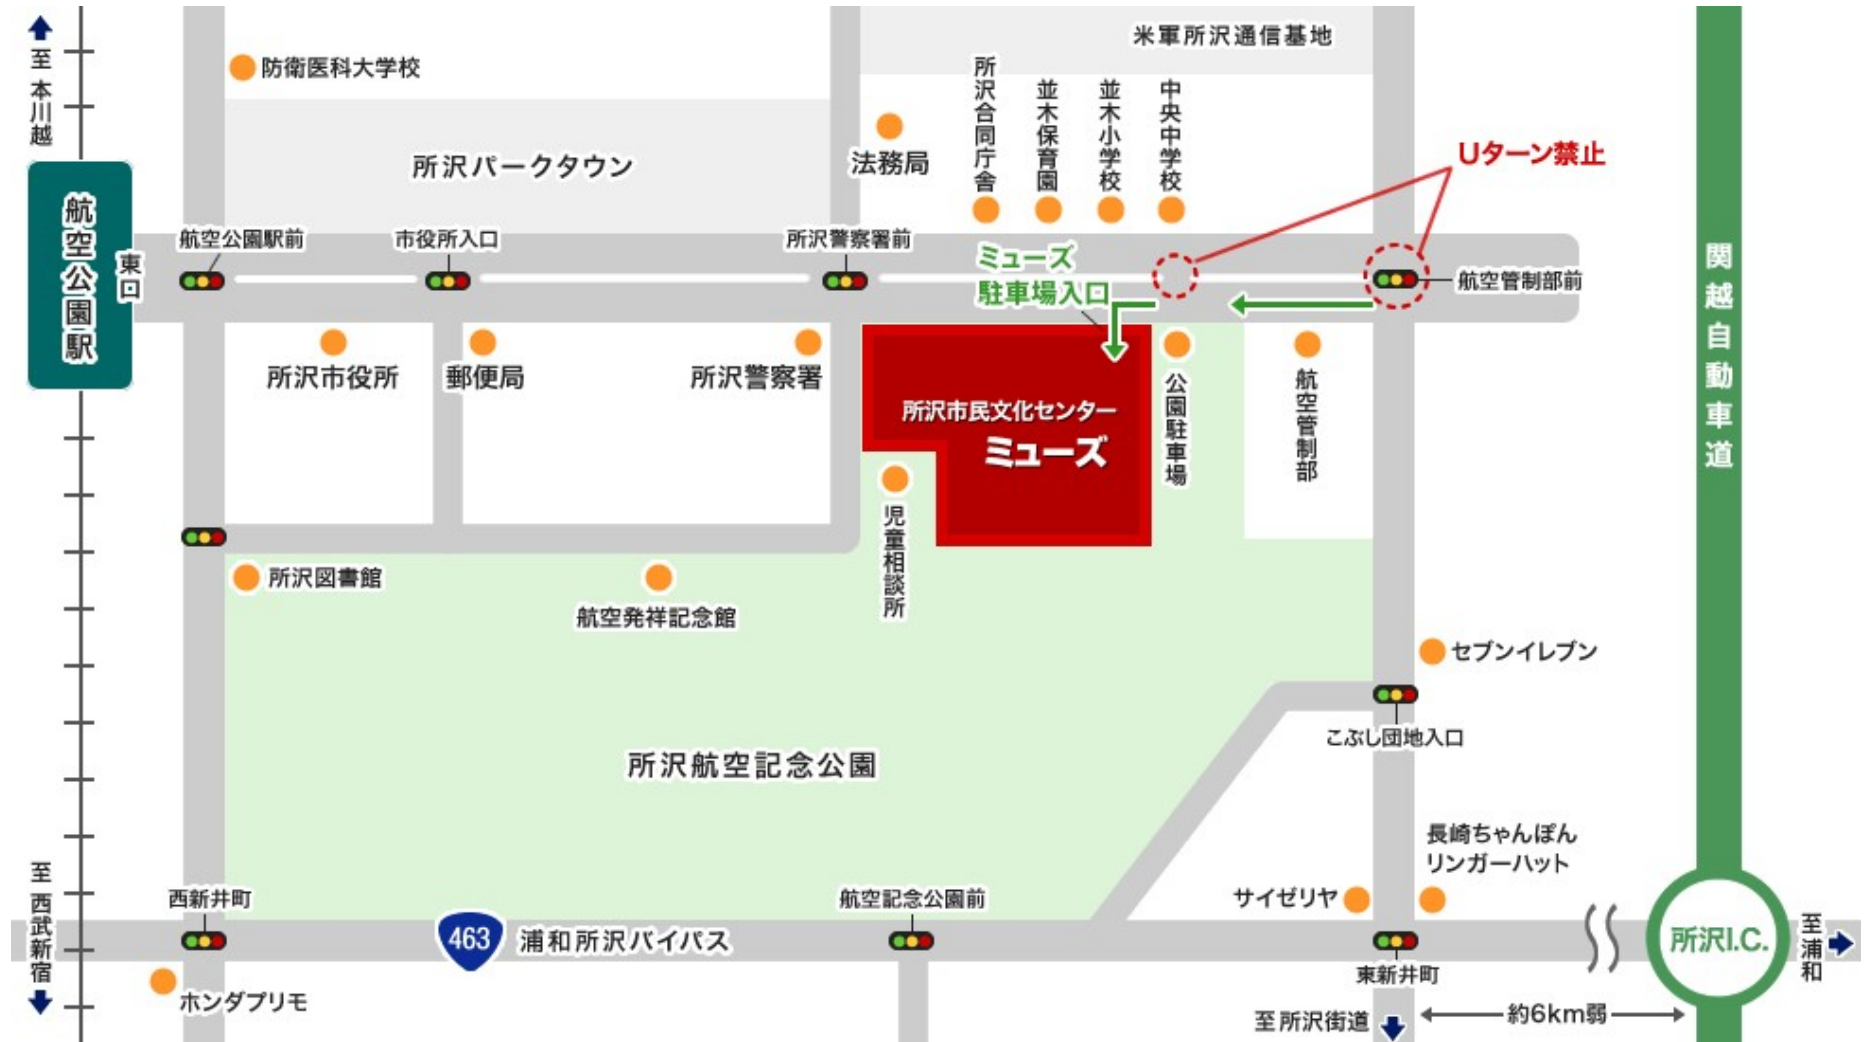 至 本川越
防衛医科大学校
米軍所沢通信基地
所沢パークタウン
法務局
所沢合同庁舎
並木保育園
並木小学校
中央中学校
Uターン禁止
航空公園駅
東口
航空公園駅前
市役所入口
所沢警察署前
ミューズ
駐車場入口
航空管制部前
関越自動車道
所沢市役所
郵便局
所沢警察署
所沢市民文化センター
ミューズ
公園駐車場
航空管制部
児童相談所
所沢図書館
航空発祥記念館
セブンイレブン
こぶし団地入口
所沢航空記念公園
長崎ちゃんぽん
リンガーハット
サイゼリヤ
至 西武新宿
西新井町
航空記念公園前
463
浦和所沢バイパス
東新井町
所沢I.C.
至浦和
ホンダプリモ
至所沢街道
約6km弱